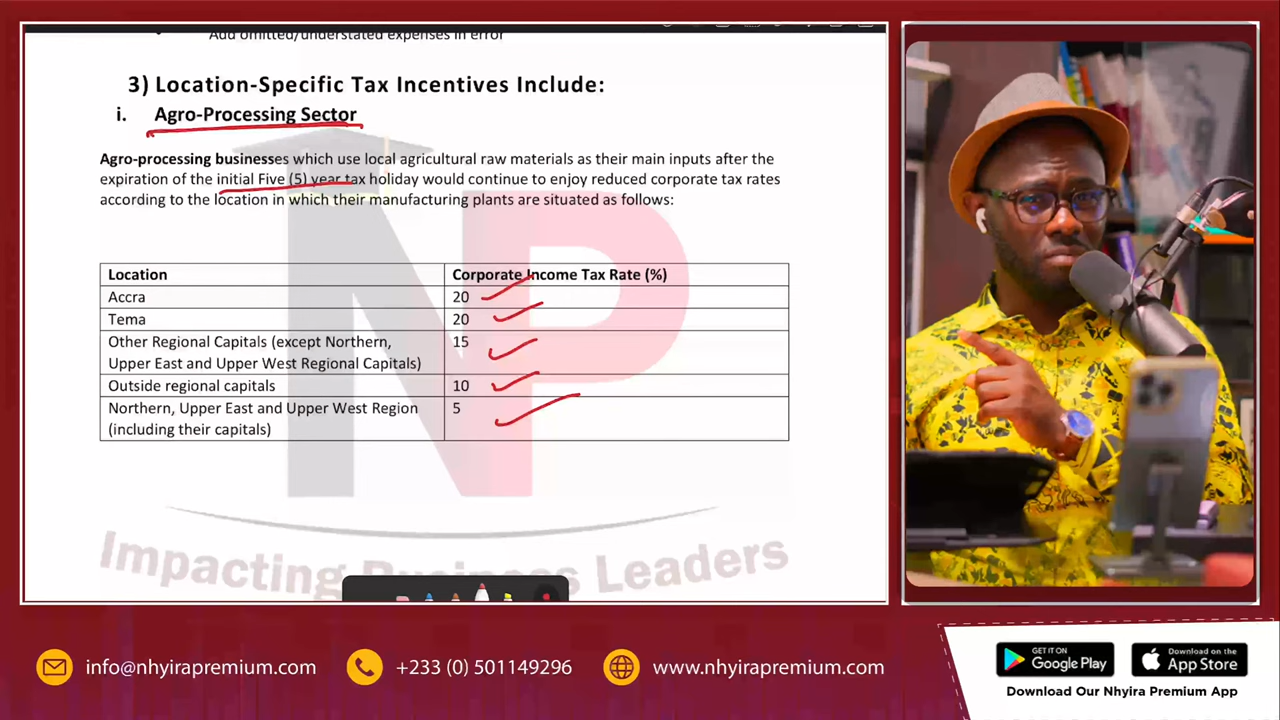 Add omitted/understated expenses in error
3) Location-Specific Tax Incentives Include:
i. Agro-Processing Sector
Agro-processing businesses which use local agricultural raw materials as their main inputs after the
expiration of the initial Five (5) year tax holiday would continue to enjoy reduced corporate tax rates
according to the location in which their manufacturing plants are situated as follows:
Location Corporate Income Tax Rate (%)
Accra 20
Tema 20
Other Regional Capitals (except Northern, 15
Upper East and Upper West Regional Capitals)
Outside regional capitals 10
Northern, Upper East and Upper West Region 5
(including their capitals)
NP
Impacting Business Leaders
info@nhyirapremium.com +233 (0) 501149296 www.nhyirapremium.com
GET IT ON Google Play Download on the App Store
Download Our Nhyira Premium App